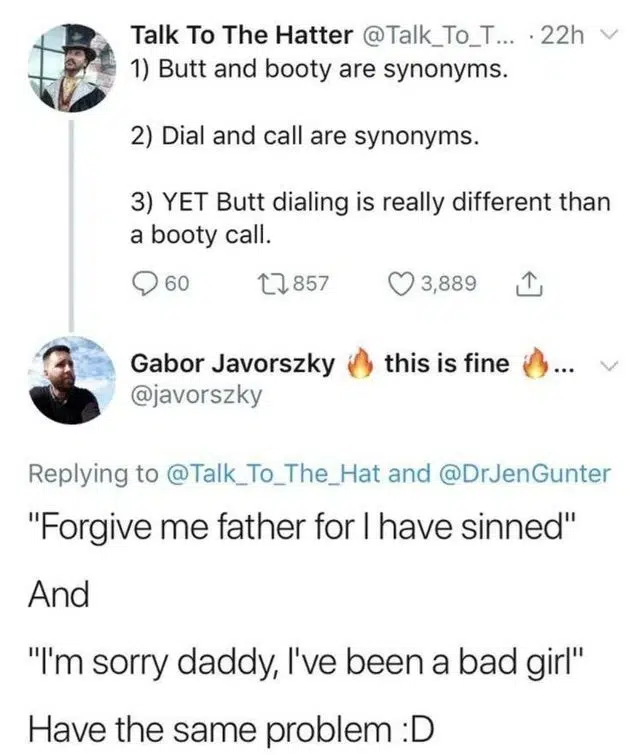 Talk To The Hatter @Talk_To_T... · 22h
1) Butt and booty are synonyms.
2) Dial and call are synonyms.
3) YET Butt dialing is really different than
a booty call.
60 857 3,889
Gabor Javorszky 🔥 this is fine 🔥...
@javorszky
Replying to @Talk_To_The_Hat and @DrJenGunter
"Forgive me father for I have sinned"
And
"I'm sorry daddy, I've been a bad girl"
Have the same problem :D